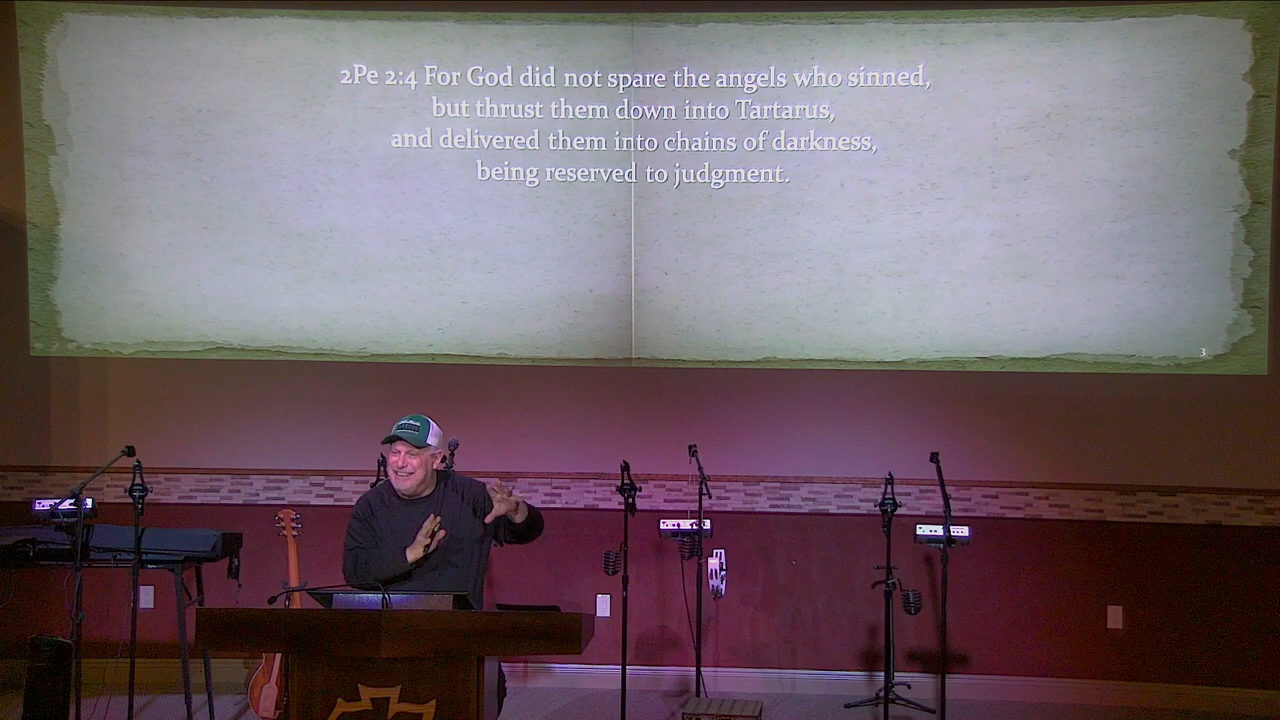 2Pe 2:4 For God did not spare the angels who sinned,
but thrust them down into Tartarus,
and delivered them into chains of darkness,
being reserved to judgment.
3